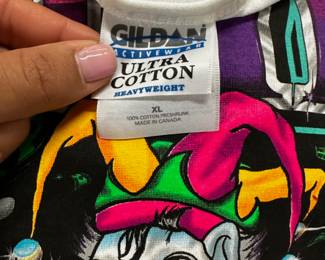 GILDAN
ACTIVEWEAR
ULTRA
COTTON
HEAVYWEIGHT
XL
100% COTTON PRESHRUNK
MADE IN CANADA